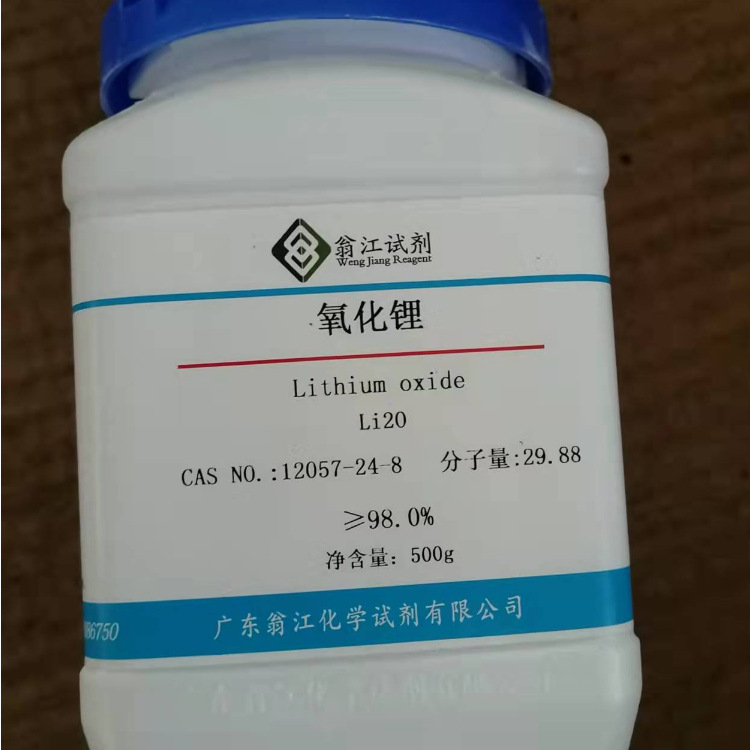 翁江试剂
Weng Jiang Reagent
氧化锂
Lithium oxide
Li2O
CAS NO.:12057-24-8 分子量:29.88
≥98.0%
净含量: 500g
86750 广东翁江化学试剂有限公司